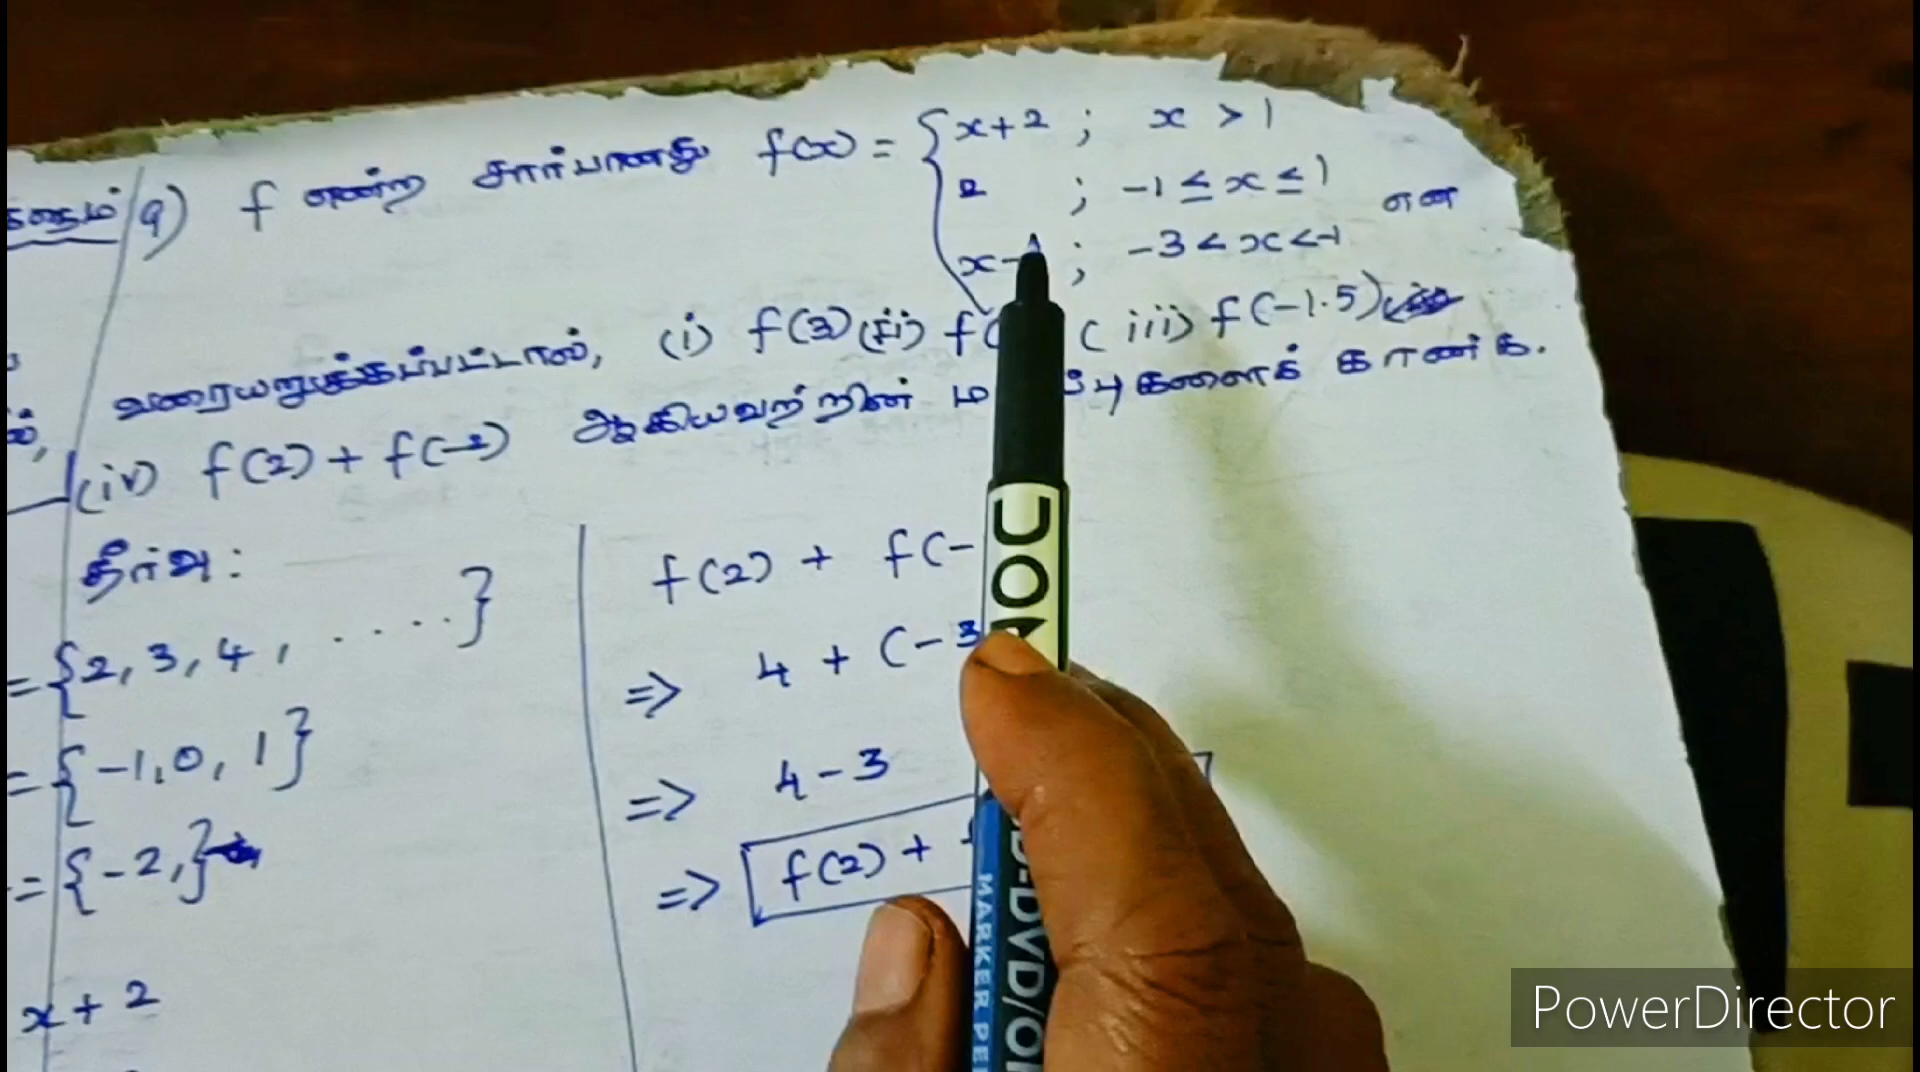 9) f என்ற சார்பானது f(x) = { x+2 ; x > 1
2 ; -1 ≤ x ≤ 1 என
x- ; -3 < x < -1
வரையறுக்கப்பட்டால், (i) f(3) (ii) f( (iii) f(-1.5)
(iv) f(2) + f(-2) ஆகியவற்றின் ம ப்புகளைக் காண்க.
தீர்வு :
= {2, 3, 4, . . . . . }
= {-1, 0, 1}
= {-2, }
x + 2
f(2) + f(-
=> 4 + (-3
=> 4 - 3
=> f(2) +
MARKER PE
PowerDirector